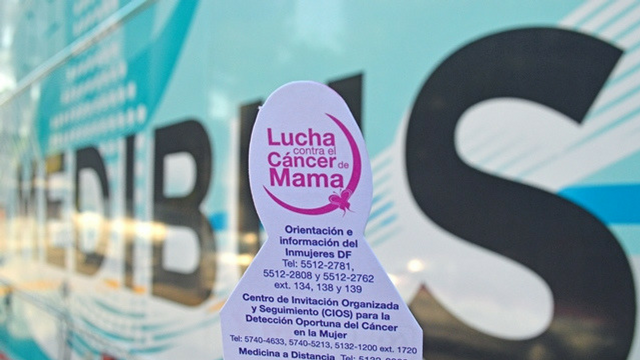 MEDIBUS
Lucha
contra el
Cáncer de
Mama
Orientación e
información del
Inmujeres DF
Tel: 5512-2781,
5512-2808 y 5512-2762
ext. 134, 138 y 139
Centro de Invitación Organizada
y Seguimiento (CIOS) para la
Detección Oportuna del Cáncer
en la Mujer
Tel: 5740-4633, 5740-5213, 5132-1200 ext. 1720
Medicina a Distancia Tel: